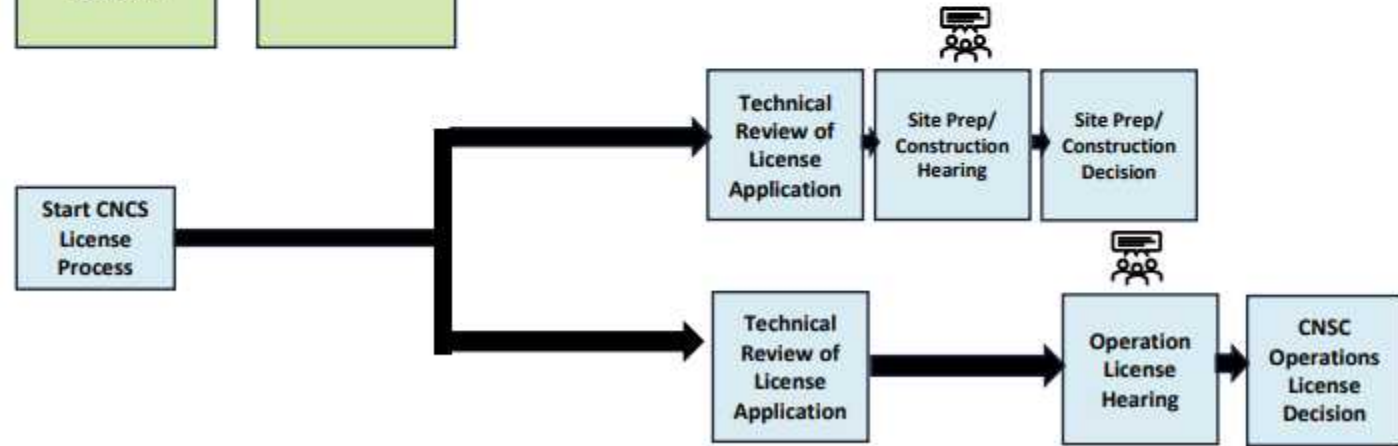 Technical
Review of
License
Application
Site Prep/
Construction
Hearing
Site Prep/
Construction
Decision
Start CNCS
License
Process
Technical
Review of
License
Application
Operation
License
Hearing
CNSC
Operations
License
Decision